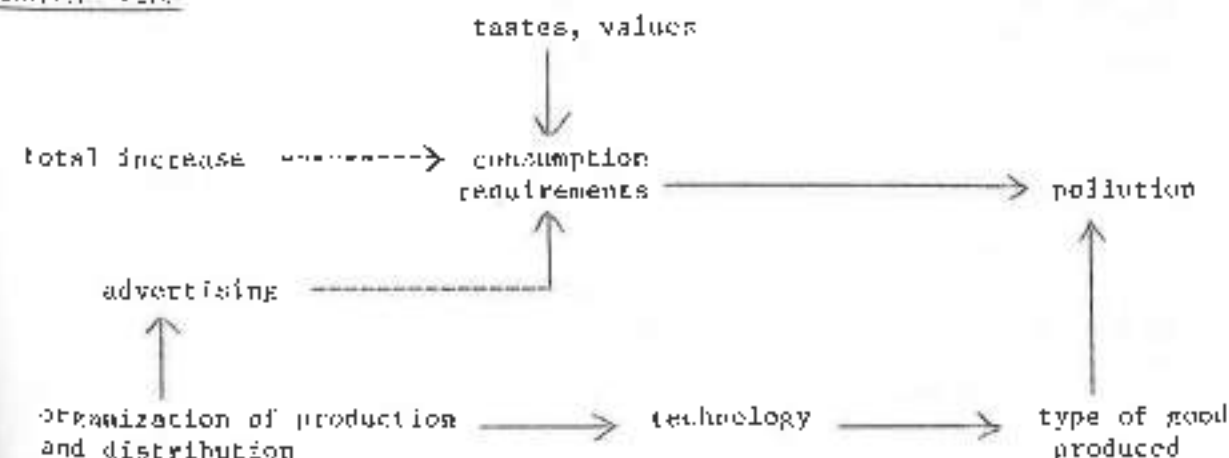 tastes, values
total increase
consumption
requirements
pollution
advertising
organization of production
and distribution
technology
type of good
produced